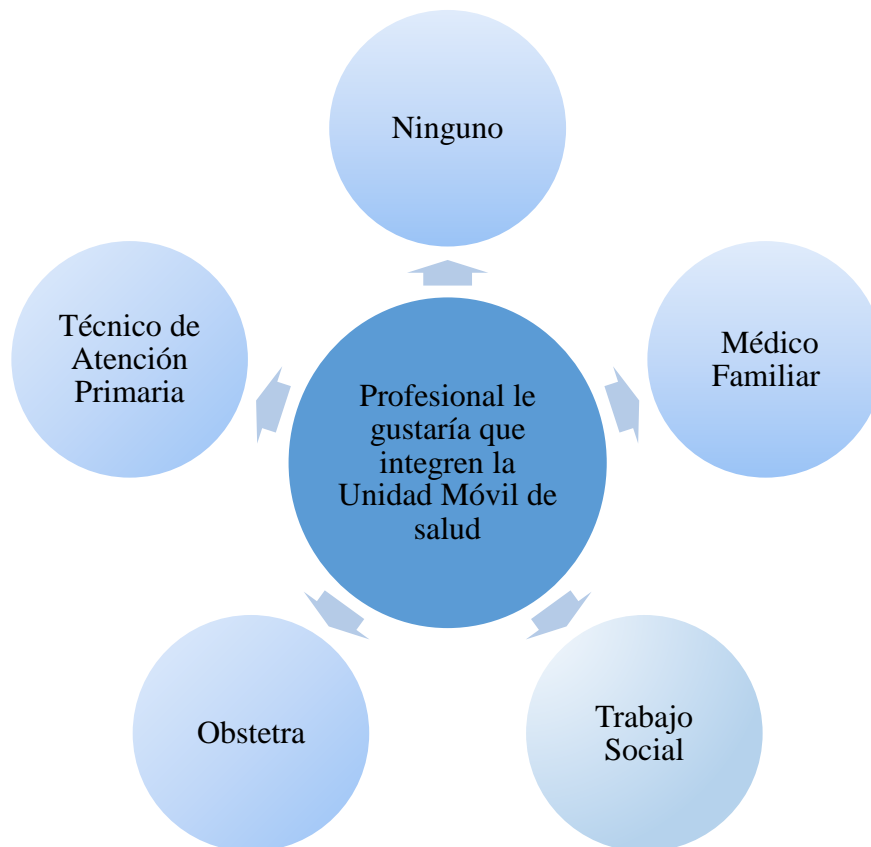 Ninguno
Técnico de
Atención
Primaria
Médico
Familiar
Profesional le
gustaría que
integren la
Unidad Móvil de
salud
Obstetra
Trabajo
Social